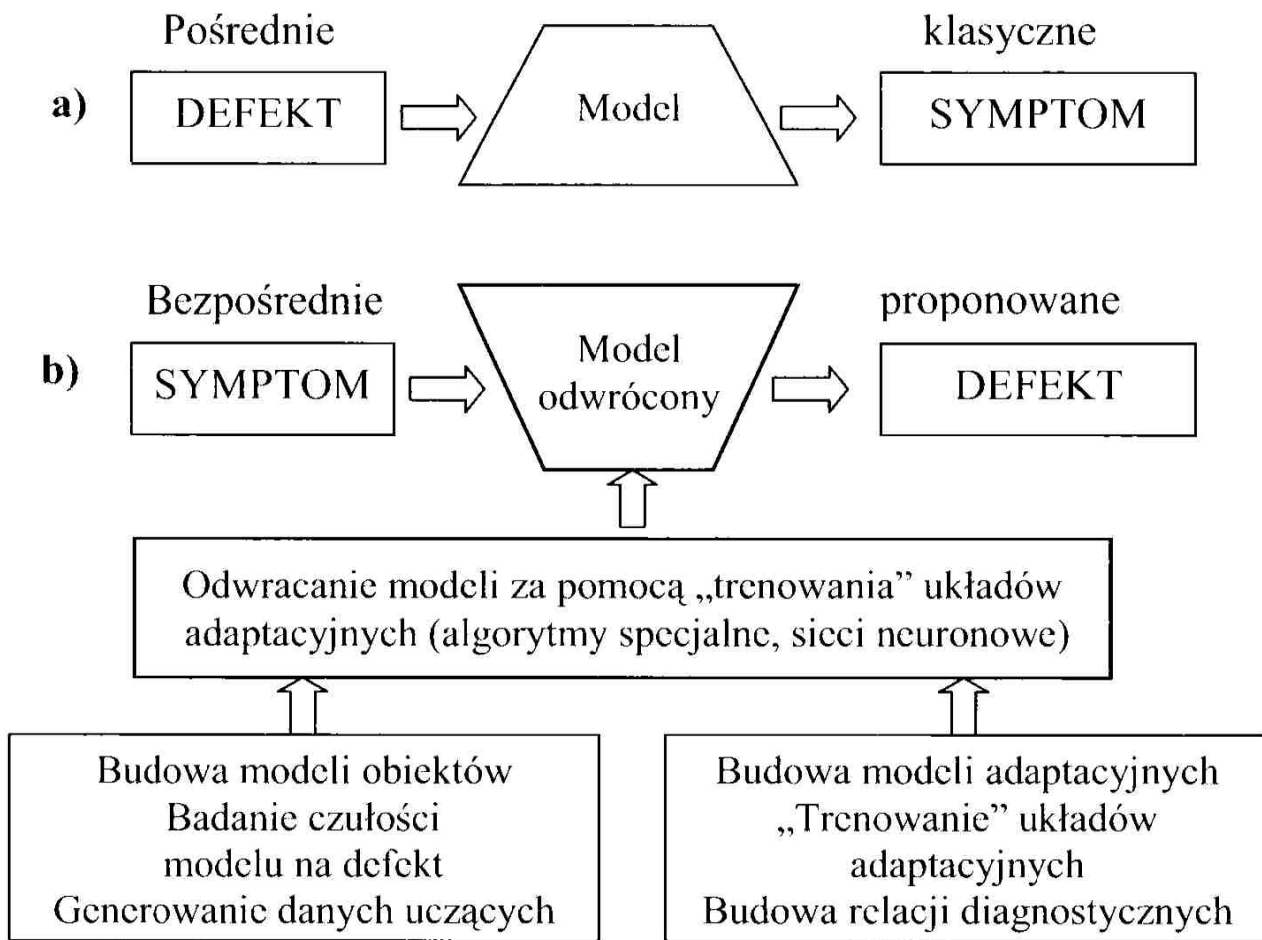 Pośrednie klasyczne
a) DEFEKT Model SYMPTOM
Bezpośrednie proponowane
b) SYMPTOM Model odwrócony DEFEKT
Odwracanie modeli za pomocą „trenowania” układów
adaptacyjnych (algorytmy specjalne, sieci neuronowe)
Budowa modeli obiektów
Badanie czułości
modelu na defekt
Generowanie danych uczących
Budowa modeli adaptacyjnych
„Trenowanie” układów
adaptacyjnych
Budowa relacji diagnostycznych